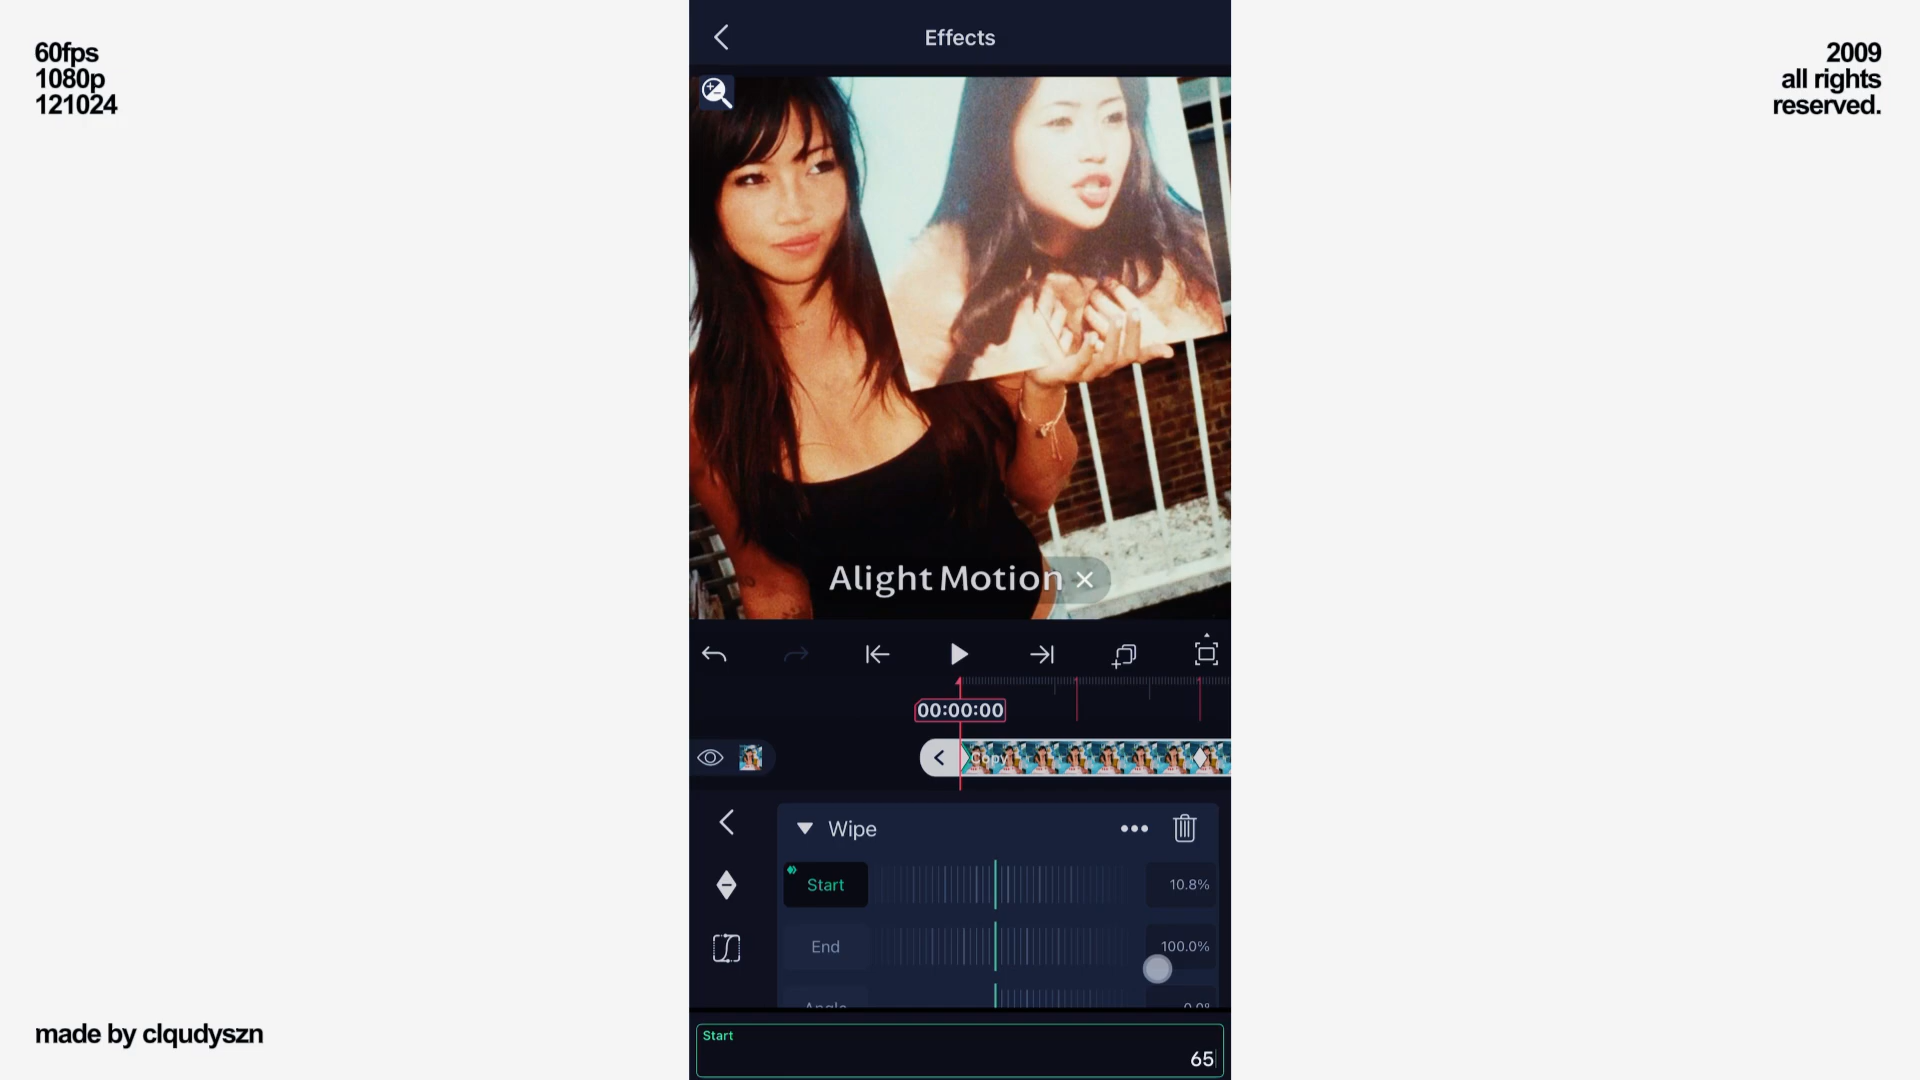 60fps
1080p
121024
2009
all rights
reserved.
Effects
Alight Motion
00:00:00
Copy
Wipe
Start
10.8%
End
100.0%
Angle
0.0°
Start
65
made by clqudyszn